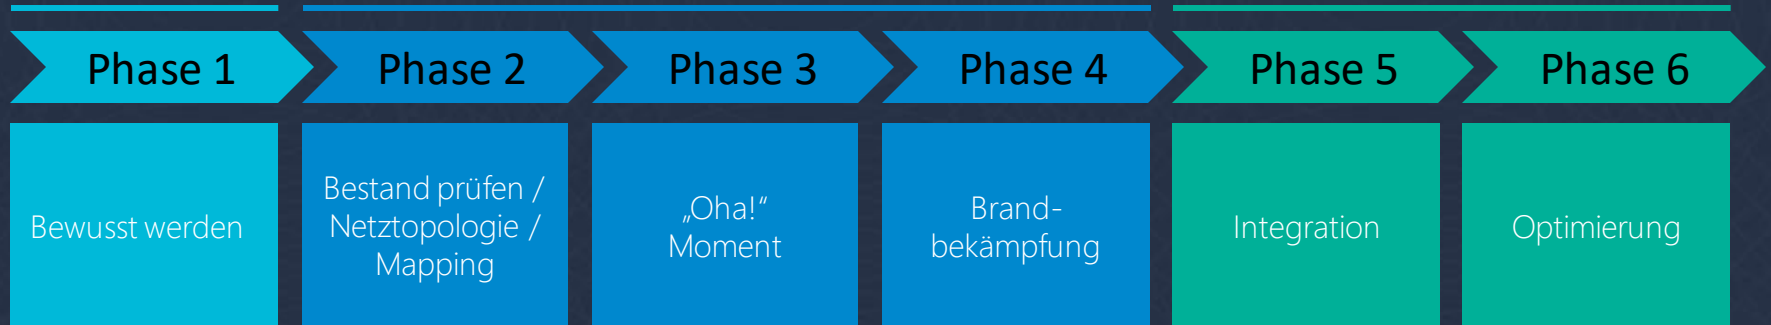 Phase 1
Phase 2
Phase 3
Phase 4
Phase 5
Phase 6
Bewusst werden
Bestand prüfen /
Netztopologie /
Mapping
„Oha!“
Moment
Brand-
bekämpfung
Integration
Optimierung